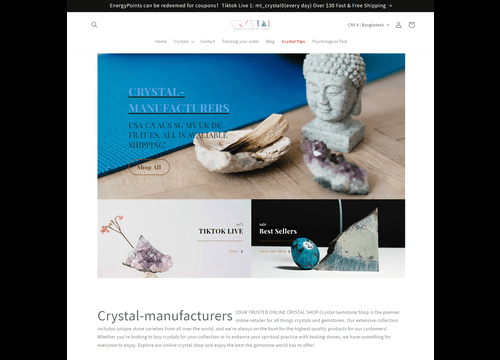 EnergyPoints can be redeemed for coupons! Tiktok Live 1: mt_crystal0(every day) Over $30 Fast & Free Shipping →
CRYSTAL
CNY ¥ | Bangladesh
Home Crystals Contact Tracking your order Blog Crystal Tips Psychological Test
CRYSTAL-
MANUFACTURERS
USA CA AUS SG MY UK DE
FR IT ES. ALL IS AVALIABLE
SHIPPING!
Shop All
TIKTOK LIVE
Best Sellers
Crystal-manufacturers YOUR TRUSTED ONLINE CRYSTAL SHOP Crystal Gemstone Shop is the premier
online retailer for all things crystals and gemstones. Our extensive collection
includes unique stone varieties from all over the world, and we're always on the hunt for the highest-quality products for our customers!
Whether you're looking to buy crystals for your collection or to enhance your spiritual practice with healing stones, we have something for
everyone to enjoy. Explore our online crystal shop and enjoy the best the gemstone world has to offer!